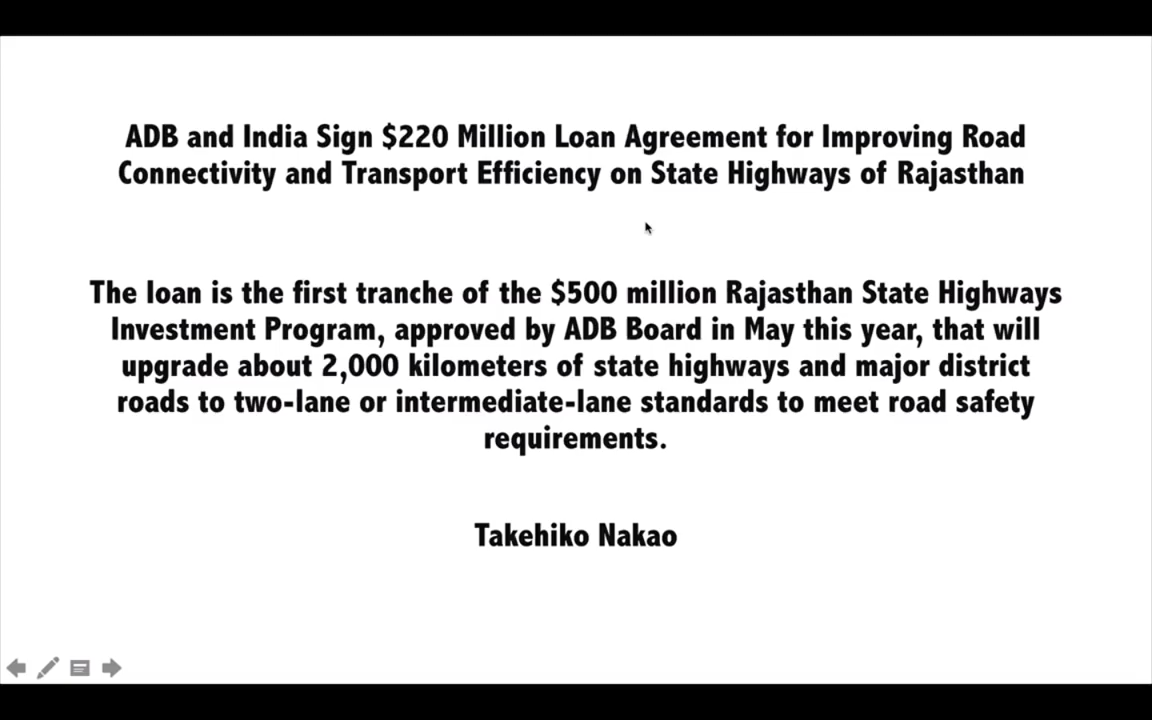 ADB and India Sign $220 Million Loan Agreement for Improving Road
Connectivity and Transport Efficiency on State Highways of Rajasthan
The loan is the first tranche of the $500 million Rajasthan State Highways
Investment Program, approved by ADB Board in May this year, that will
upgrade about 2,000 kilometers of state highways and major district
roads to two-lane or intermediate-lane standards to meet road safety
requirements.
Takehiko Nakao